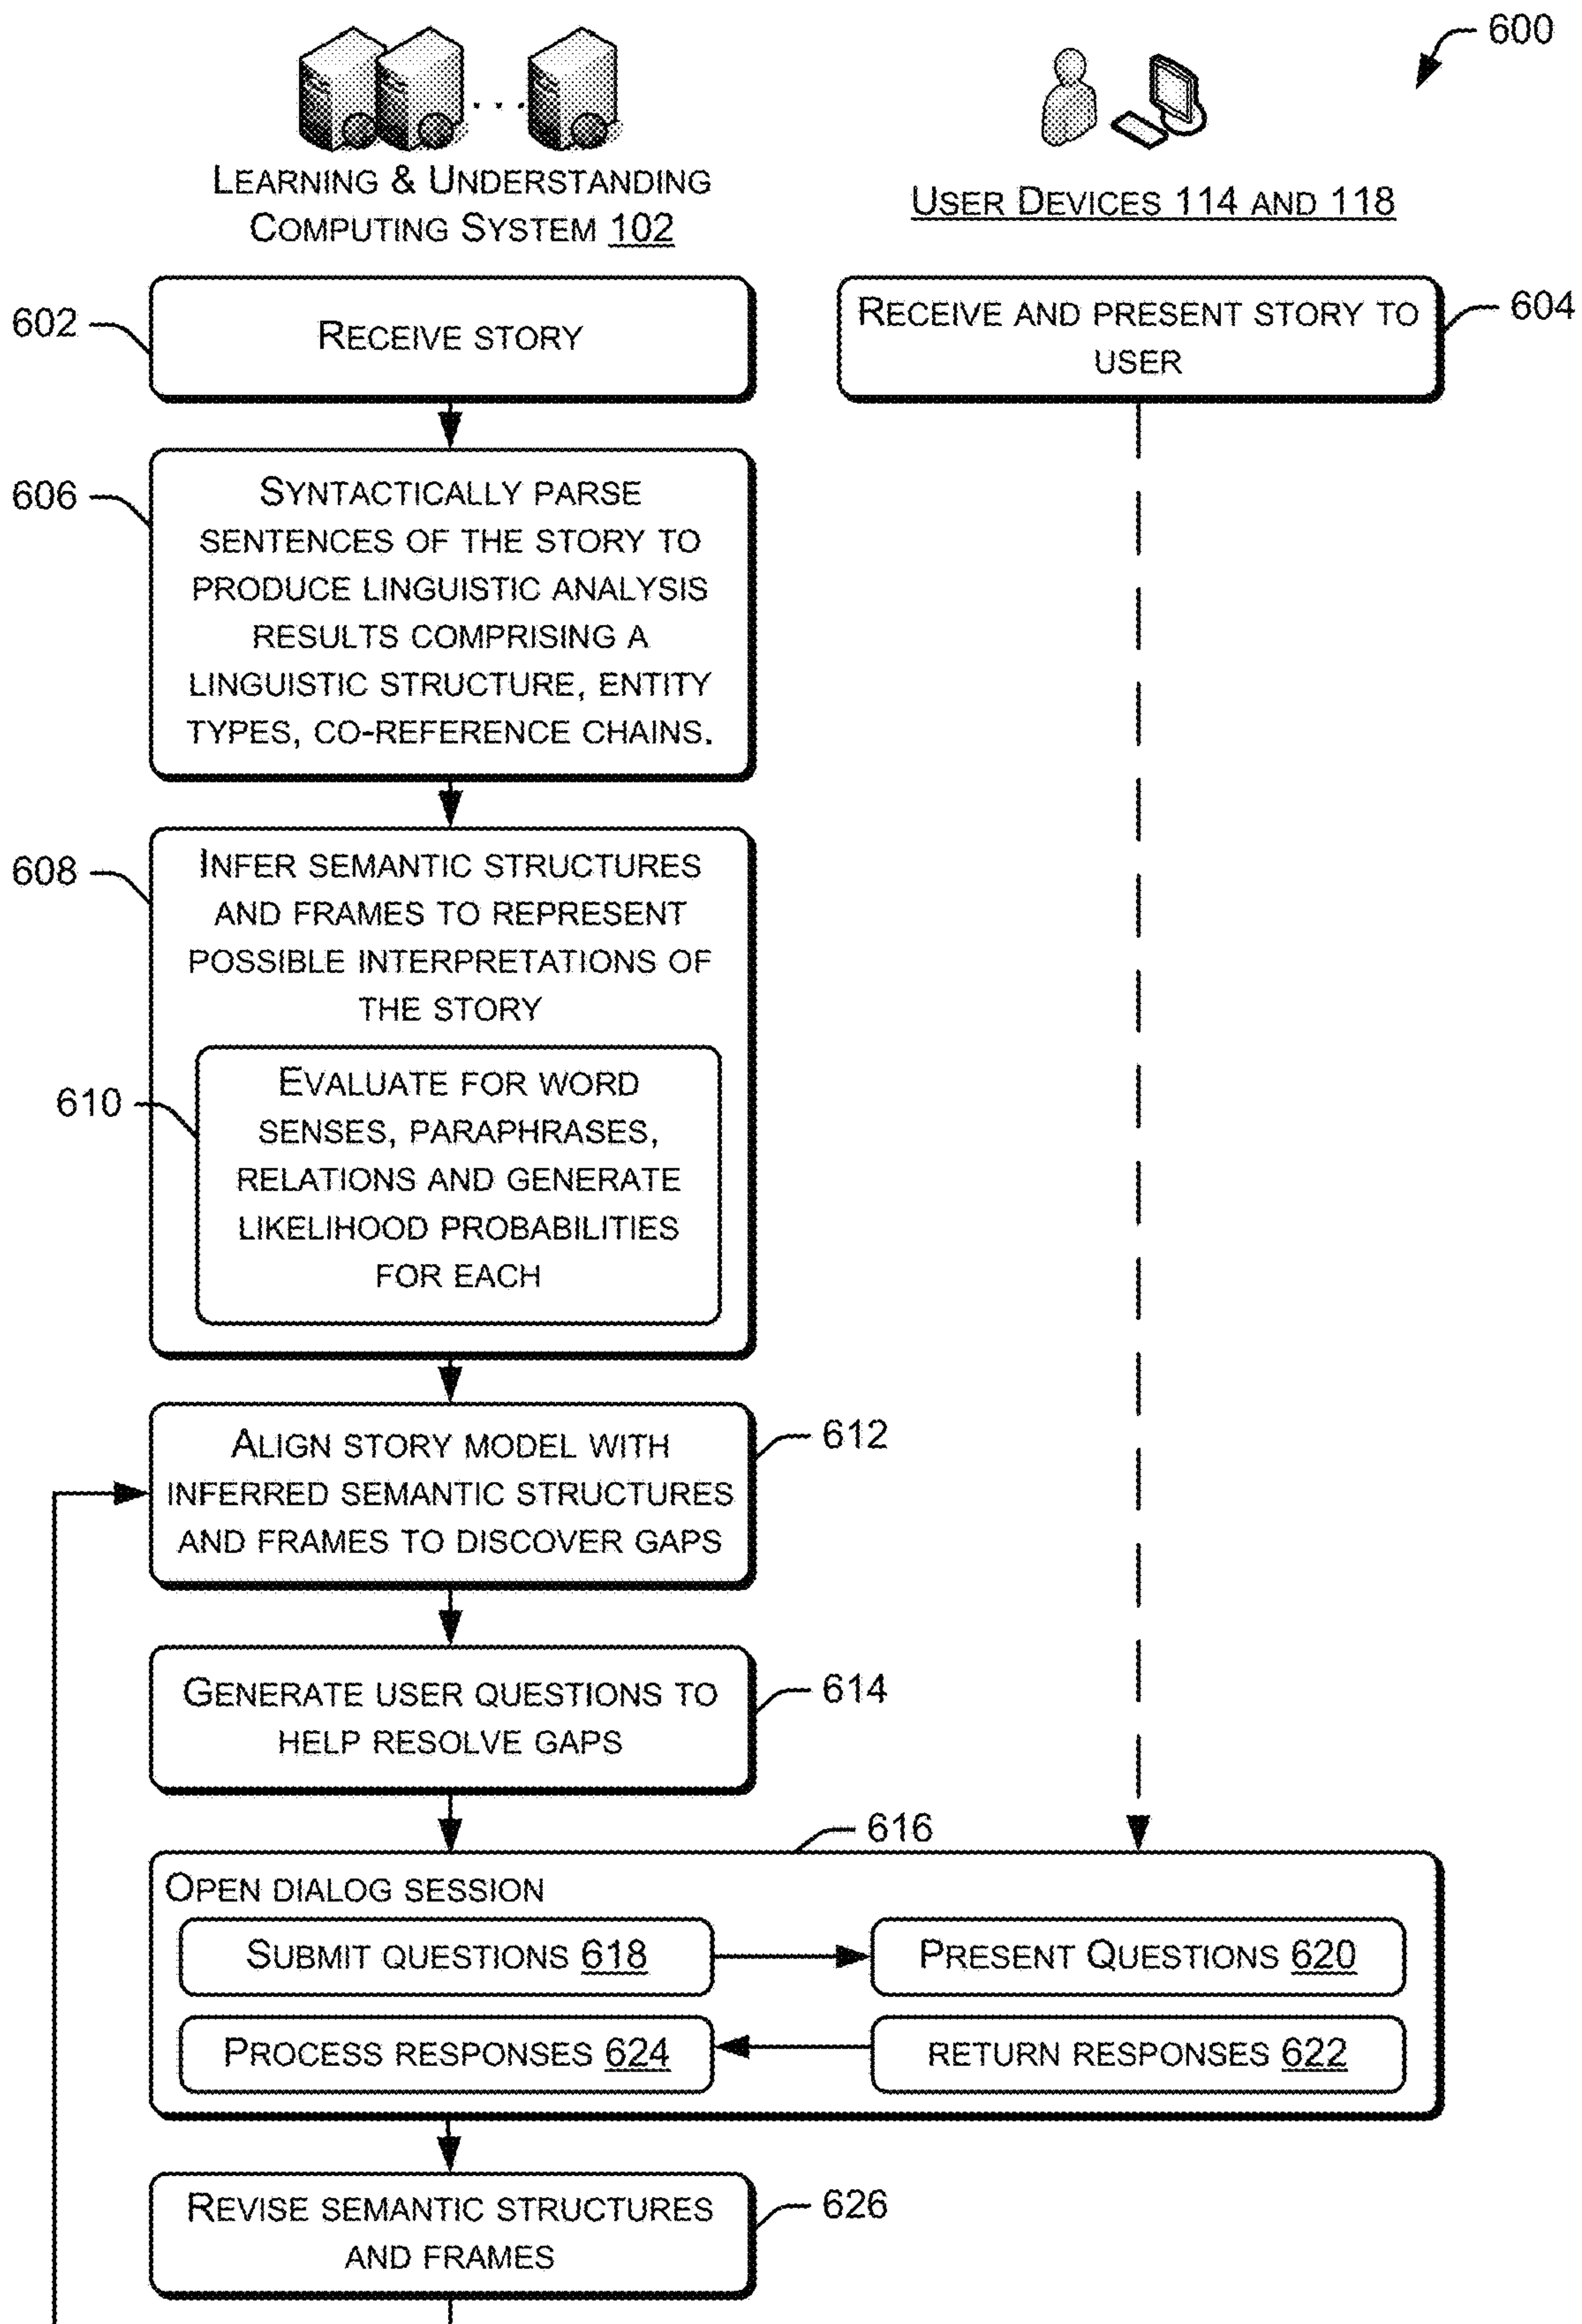 600
LEARNING & UNDERSTANDING
COMPUTING SYSTEM 102
USER DEVICES 114 AND 118
602
RECEIVE STORY
RECEIVE AND PRESENT STORY TO
USER
604
606
SYNTACTICALLY PARSE
SENTENCES OF THE STORY TO
PRODUCE LINGUISTIC ANALYSIS
RESULTS COMPRISING A
LINGUISTIC STRUCTURE, ENTITY
TYPES, CO-REFERENCE CHAINS.
608
INFER SEMANTIC STRUCTURES
AND FRAMES TO REPRESENT
POSSIBLE INTERPRETATIONS OF
THE STORY
610
EVALUATE FOR WORD
SENSES, PARAPHRASES,
RELATIONS AND GENERATE
LIKELIHOOD PROBABILITIES
FOR EACH
612
ALIGN STORY MODEL WITH
INFERRED SEMANTIC STRUCTURES
AND FRAMES TO DISCOVER GAPS
614
GENERATE USER QUESTIONS TO
HELP RESOLVE GAPS
616
OPEN DIALOG SESSION
SUBMIT QUESTIONS 618
PRESENT QUESTIONS 620
PROCESS RESPONSES 624
RETURN RESPONSES 622
REVISE SEMANTIC STRUCTURES
AND FRAMES
626